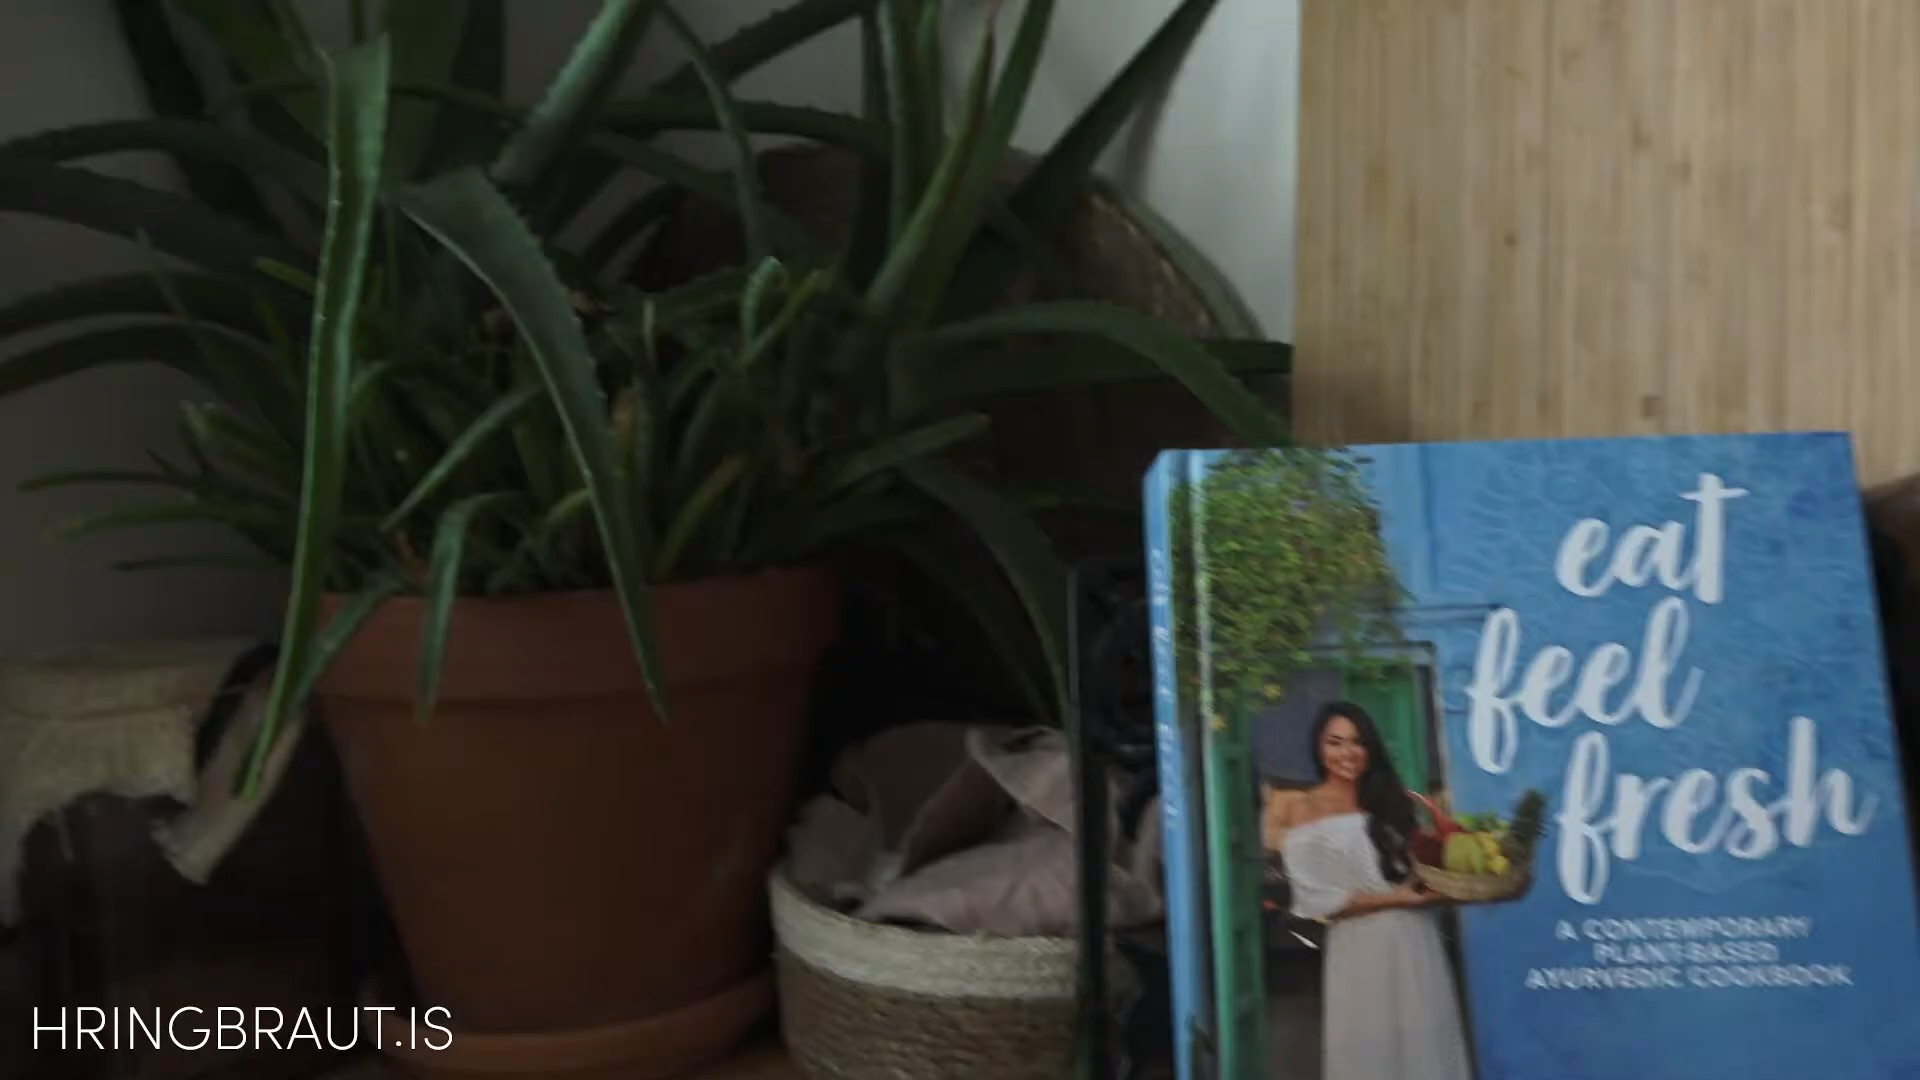 eat
feel
fresh
A CONTEMPORARY
PLANT-BASED
AYURVEDIC COOKBOOK
HRINGBRAUT.IS